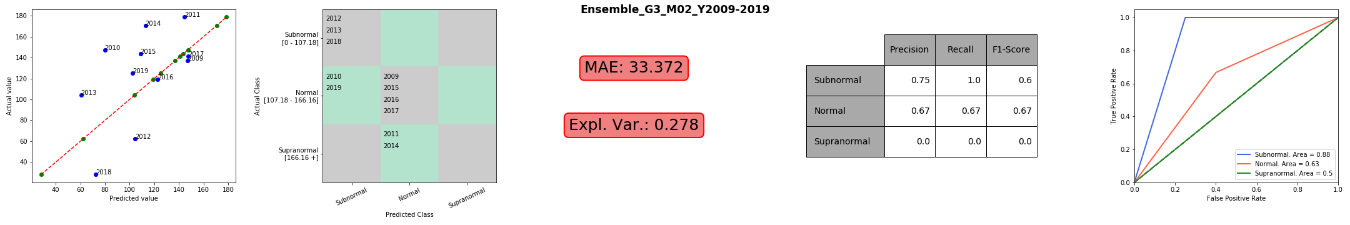 Ensemble_G3_M02_Y2009-2019
180
160
140
120
100
80
60
40
40
60
80
100
120
140
160
180
Actual value
Predicted value
2011
2014
2010
2015
2017
2009
2019
2016
2013
2012
2018
Actual Class
Subnormal
[0 - 107.18]
Normal
[107.18 - 166.16]
Supranormal
[166.16 +]
2012
2013
2018
2010
2019
2009
2015
2016
2017
2011
2014
Subnormal
Normal
Supranormal
Predicted Class
MAE: 33.372
Expl. Var.: 0.278
Precision Recall F1-Score
Subnormal 0.75 1.0 0.6
Normal 0.67 0.67 0.67
Supranormal 0.0 0.0 0.0
True Positive Rate
1.0
0.8
0.6
0.4
0.2
0.0
0.0
0.2
0.4
0.6
0.8
1.0
False Positive Rate
Subnormal. Area = 0.88
Normal. Area = 0.63
Supranormal. Area = 0.5